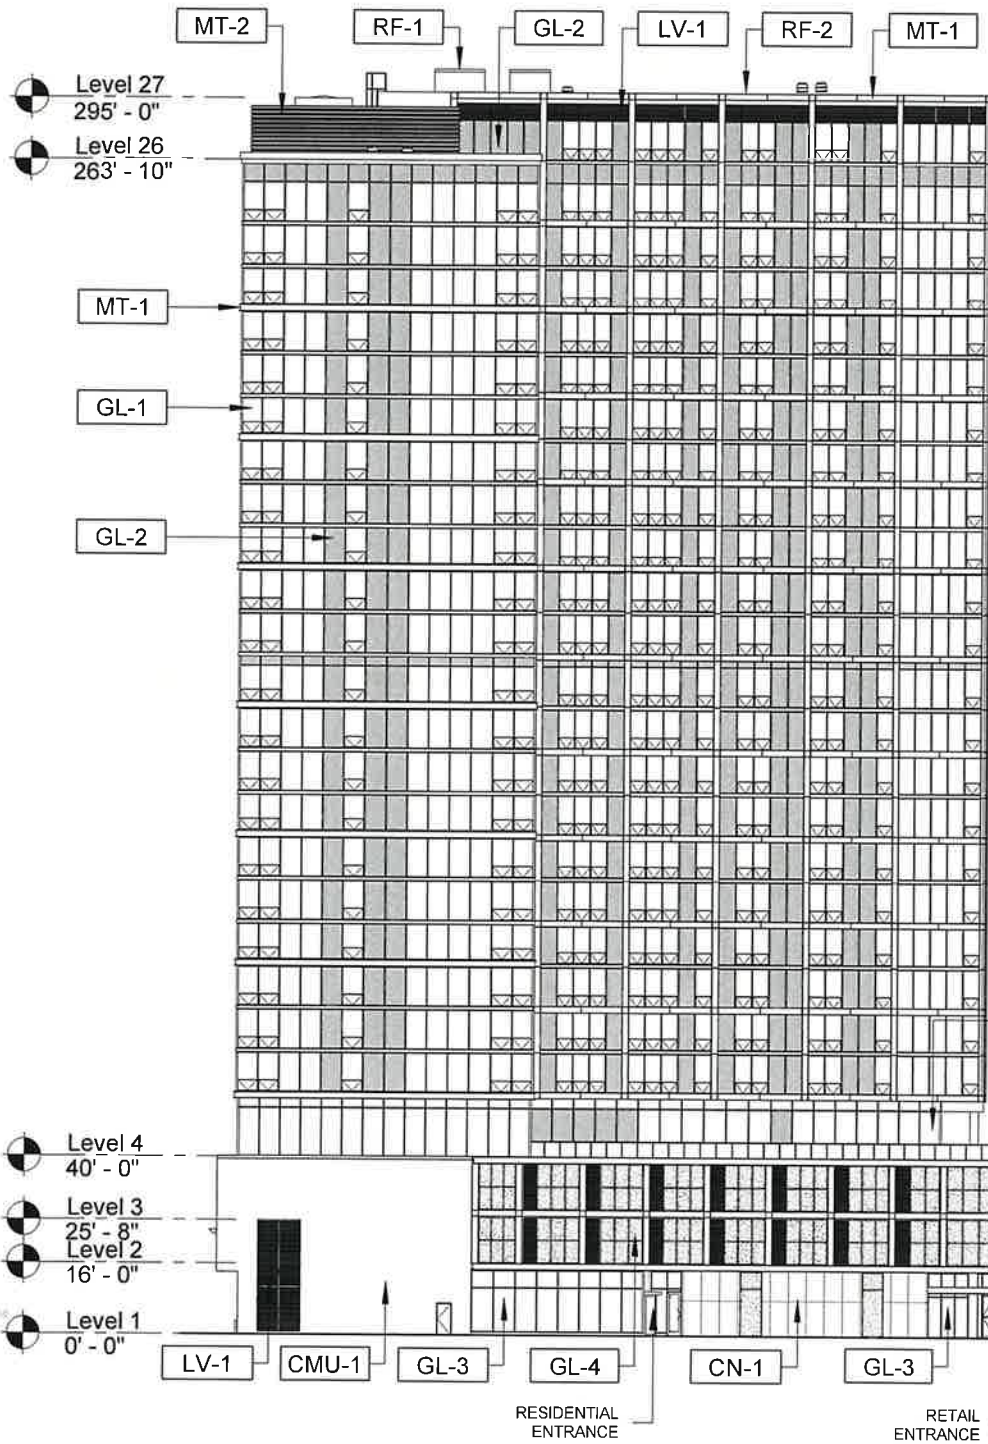 MT-2
RF-1
GL-2
LV-1
RF-2
MT-1
Level 27
295' - 0"
Level 26
263' - 10"
MT-1
GL-1
GL-2
Level 4
40' - 0"
Level 3
25' - 8"
Level 2
16' - 0"
Level 1
0' - 0"
LV-1
CMU-1
GL-3
GL-4
CN-1
GL-3
RESIDENTIAL
ENTRANCE
RETAIL
ENTRANCE